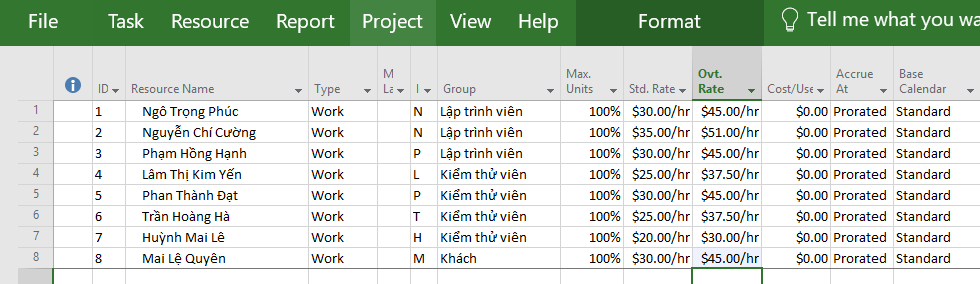 File Task Resource Report Project View Help Format Tell me what you wa
ID Resource Name Type M La I Group Max. Units Std. Rate Ovt. Rate Cost/Use Accrue At Base Calendar
1 1 Ngô Trọng Phúc Work N Lập trình viên 100% $30.00/hr $45.00/hr $0.00 Prorated Standard
2 2 Nguyễn Chí Cường Work N Lập trình viên 100% $35.00/hr $51.00/hr $0.00 Prorated Standard
3 3 Phạm Hồng Hạnh Work P Lập trình viên 100% $30.00/hr $45.00/hr $0.00 Prorated Standard
4 4 Lâm Thị Kim Yến Work L Kiểm thử viên 100% $25.00/hr $37.50/hr $0.00 Prorated Standard
5 5 Phan Thành Đạt Work P Kiểm thử viên 100% $30.00/hr $45.00/hr $0.00 Prorated Standard
6 6 Trần Hoàng Hà Work T Kiểm thử viên 100% $25.00/hr $37.50/hr $0.00 Prorated Standard
7 7 Huỳnh Mai Lê Work H Kiểm thử viên 100% $20.00/hr $30.00/hr $0.00 Prorated Standard
8 8 Mai Lệ Quyên Work M Khách 100% $30.00/hr $45.00/hr $0.00 Prorated Standard